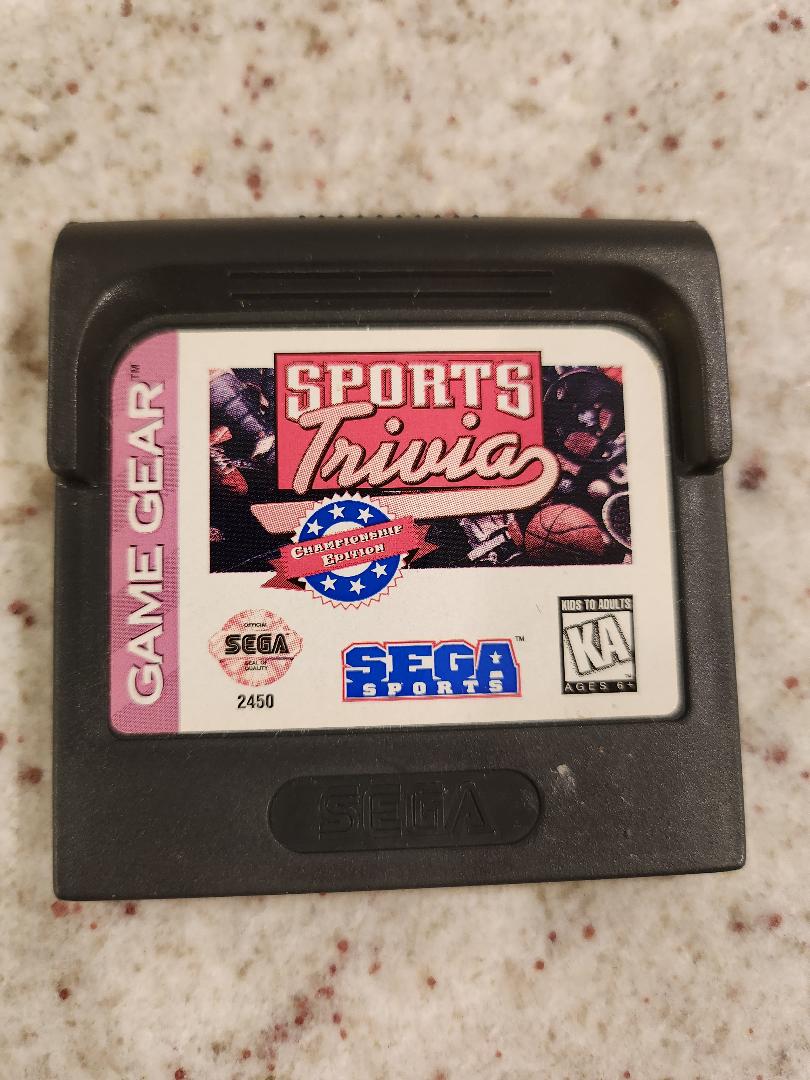 GAME GEAR™
SPORTS
Trivia
CHAMPIONSHIP
EDITION
OFFICIAL
SEGA
SEAL OF
QUALITY
2450
SEGA™
SPORTS
KIDS TO ADULTS
KA
AGES 6+
SEGA